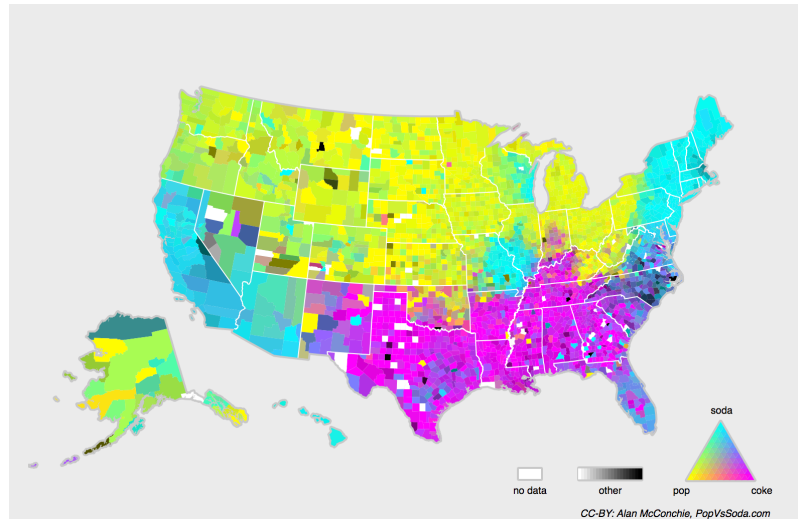 soda
no data
other
pop
coke
CC-BY: Alan McConchie, PopVsSoda.com